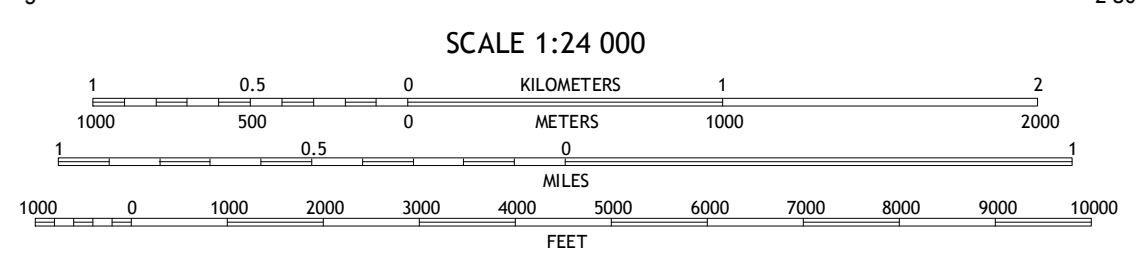 SCALE 1:24 000
1 0.5 0 KILOMETERS 1 2
1000 500 0 METERS 1000 2000
1 0.5 0 1
MILES
1000 0 1000 2000 3000 4000 5000 6000 7000 8000 9000 10000
FEET